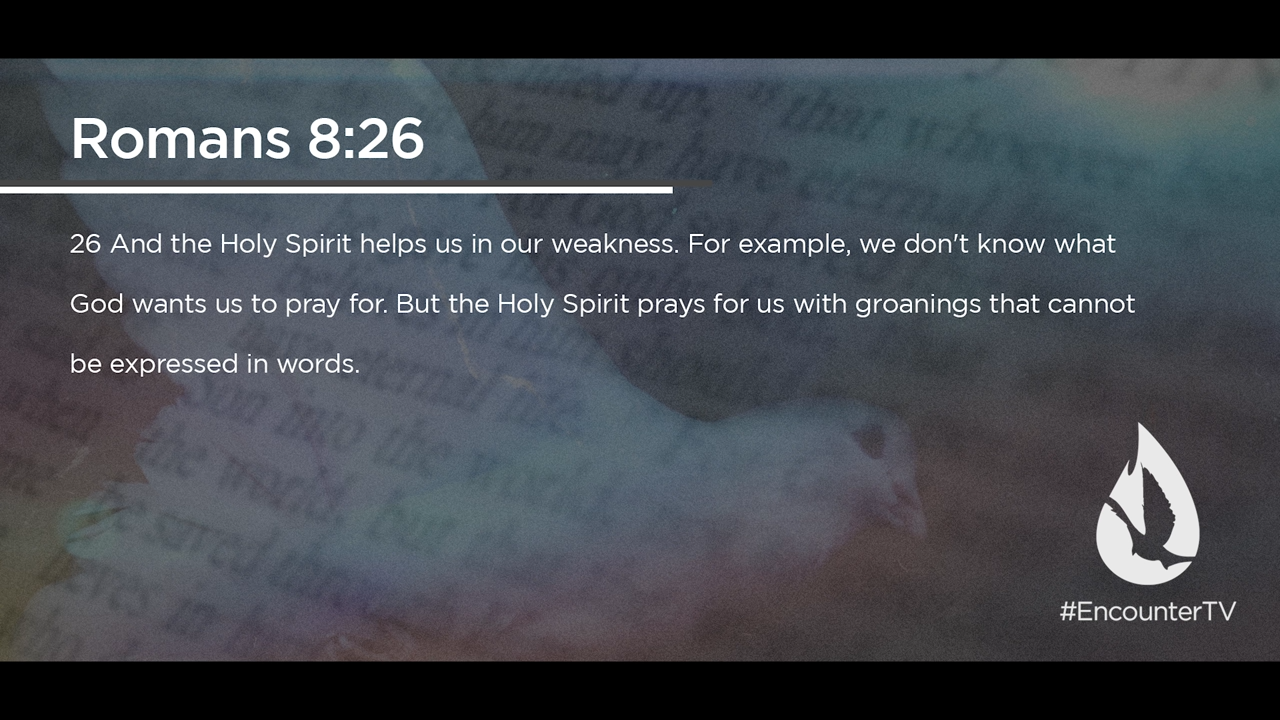 Romans 8:26
26 And the Holy Spirit helps us in our weakness. For example, we don't know what
God wants us to pray for. But the Holy Spirit prays for us with groanings that cannot
be expressed in words.
#EncounterTV